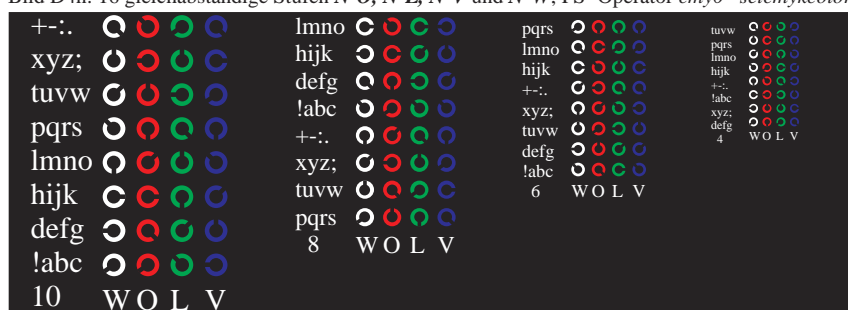 +-:.
xyz;
tuvw
pqrs
lmno
hijk
defg
!abc
10 W O L V
lmno
hijk
defg
!abc
+-:.
xyz;
tuvw
pqrs
8 W O L V
pqrs
lmno
hijk
+-:.
xyz;
tuvw
defg
!abc
6 W O L V
tuvw
pqrs
lmno
hijk
+-:.
!abc
xyz;
defg
4 W O L V